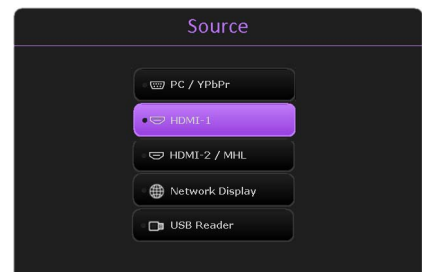 Source
PC / YPbPr
HDMI-1
HDMI-2 / MHL
Network Display
USB Reader